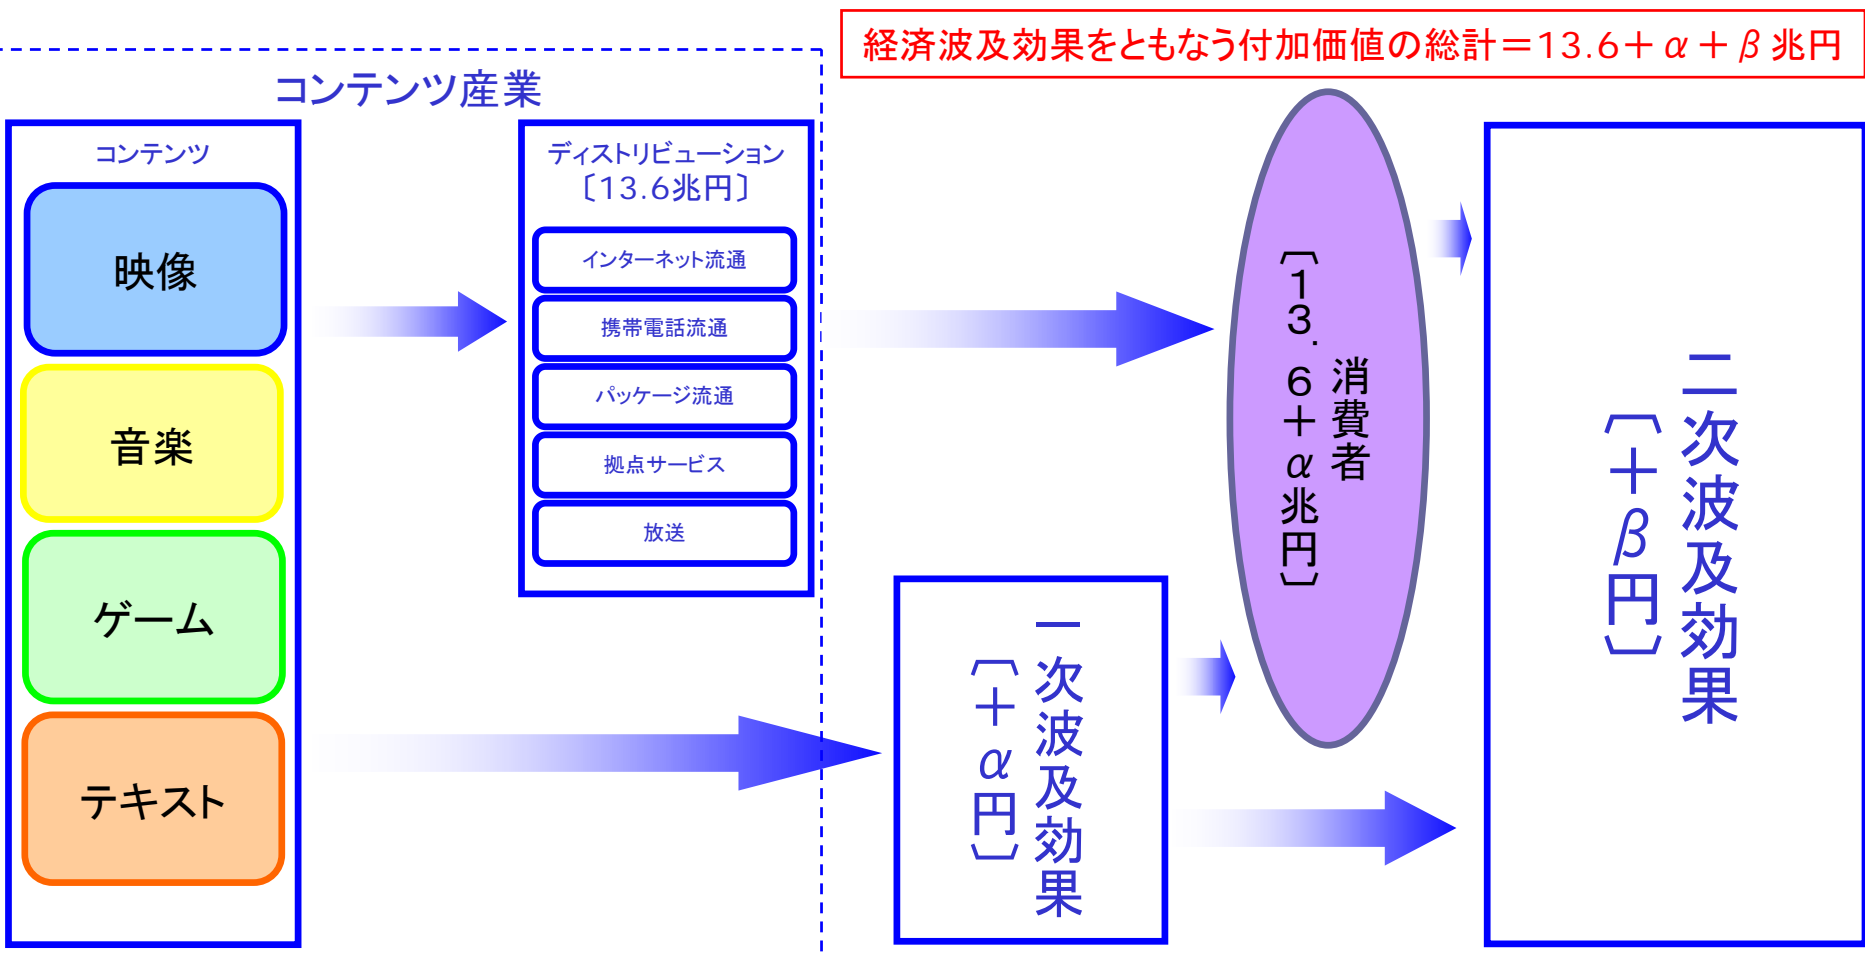 経済波及効果をともなう付加価値の総計＝13.6＋α＋β兆円
コンテンツ産業
コンテンツ
映像
音楽
ゲーム
テキスト
ディストリビューション
〔13.6兆円〕
インターネット流通
携帯電話流通
パッケージ流通
拠点サービス
放送
一次波及効果
〔＋α円〕
消費者
〔13.6＋α兆円〕
二次波及効果
〔＋β円〕